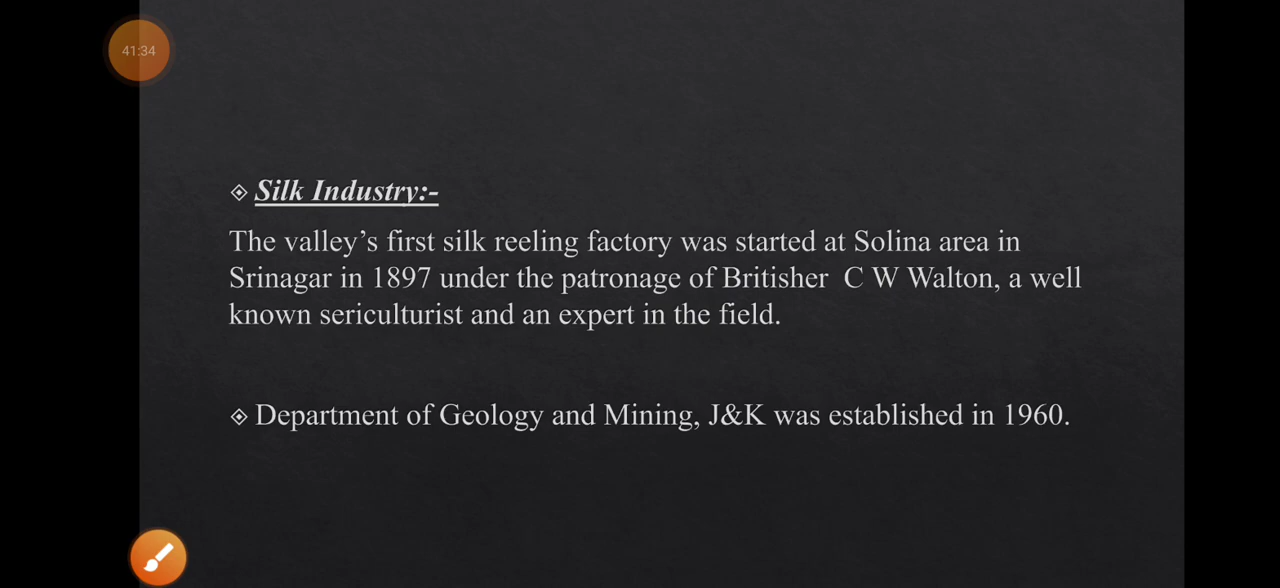 41:34
Silk Industry:-
The valley’s first silk reeling factory was started at Solina area in
Srinagar in 1897 under the patronage of Britisher  C W Walton, a well
known sericulturist and an expert in the field.
Department of Geology and Mining, J&K was established in 1960.